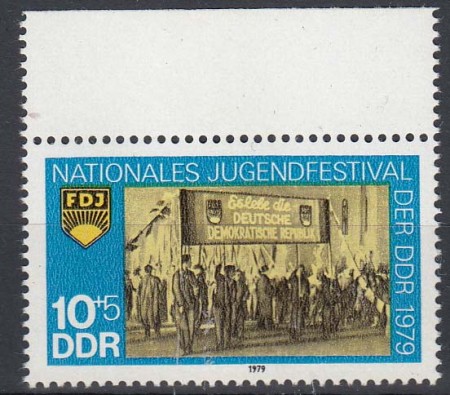 NATIONALES JUGENDFESTIVAL
DER DDR 1979
FDJ
Es lebe die
DEUTSCHE
DEMOKRATISCHE REPUBLIK
10+5
DDR
1979